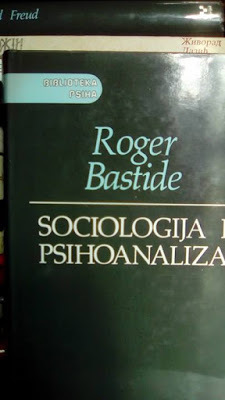 Freud
Живорад
BIBLIOTEKA
PSIHA
Roger
Bastide
SOCIOLOGIJA I
PSIHOANALIZA